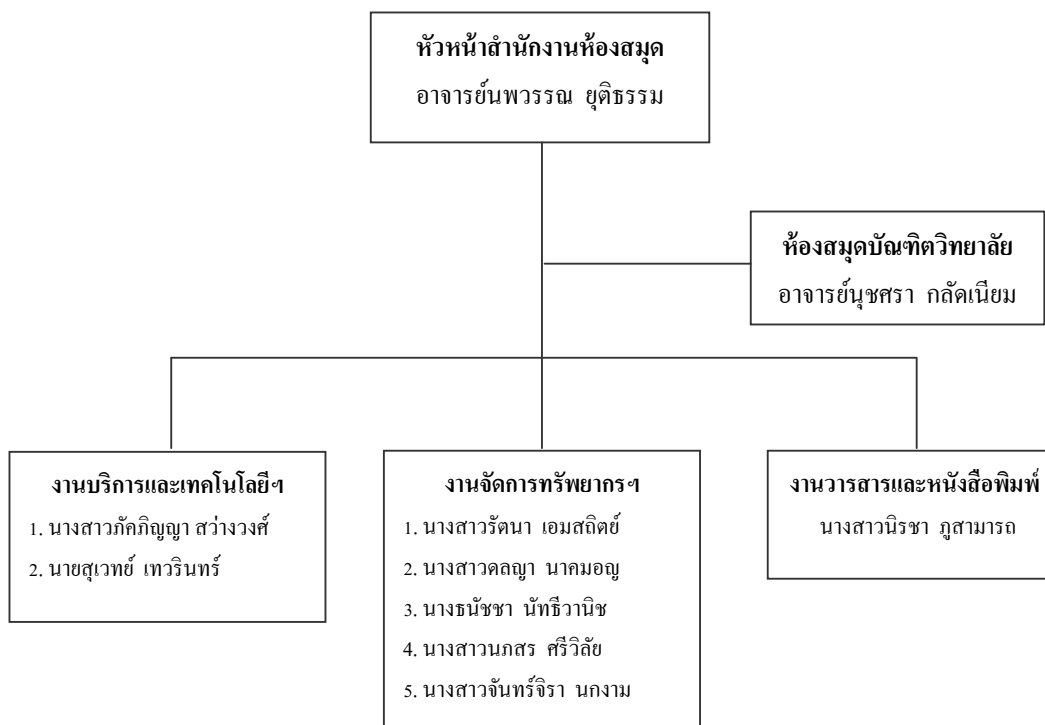 หัวหน้าสำนักงานห้องสมุด
อาจารย์นพวรรณ ยุติธรรม
ห้องสมุดบัณฑิตวิทยาลัย
อาจารย์นุชศรา กลัดเนียม
งานบริการและเทคโนโลยีฯ
1. นางสาวภัคภิญญา สว่างวงศ์
2. นายสุเวทย์ เทวรินทร์
งานจัดการทรัพยากรฯ
1. นางสาวรัตนา เอมสถิตย์
2. นางสาวดลญา นาคมอญ
3. นางธนัชชา นัทธีวานิช
4. นางสาวนภสร ศรีวิลัย
5. นางสาวจันทร์จิรา นกงาม
งานวารสารและหนังสือพิมพ์
นางสาวนิรชา ภูสามารถ